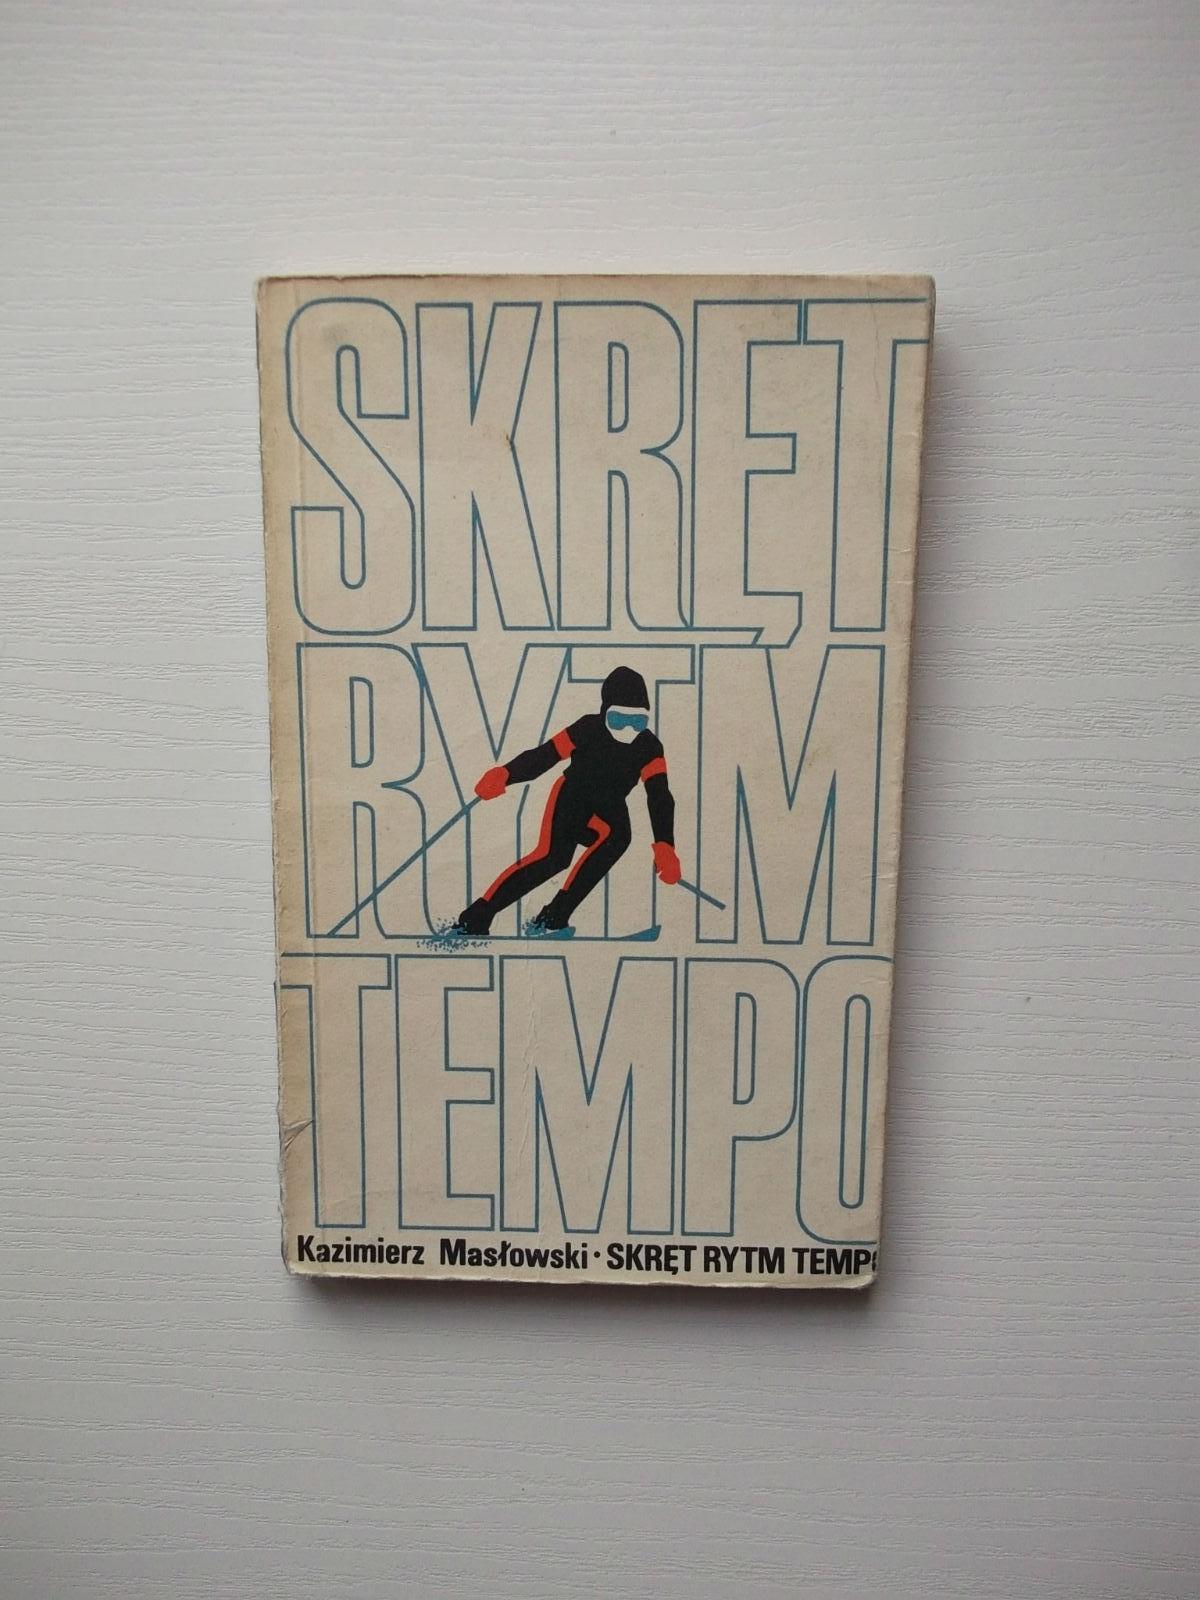 SKRĘT
RYTM
TEMPO
Kazimierz Masłowski · SKRĘT RYTM TEMPO